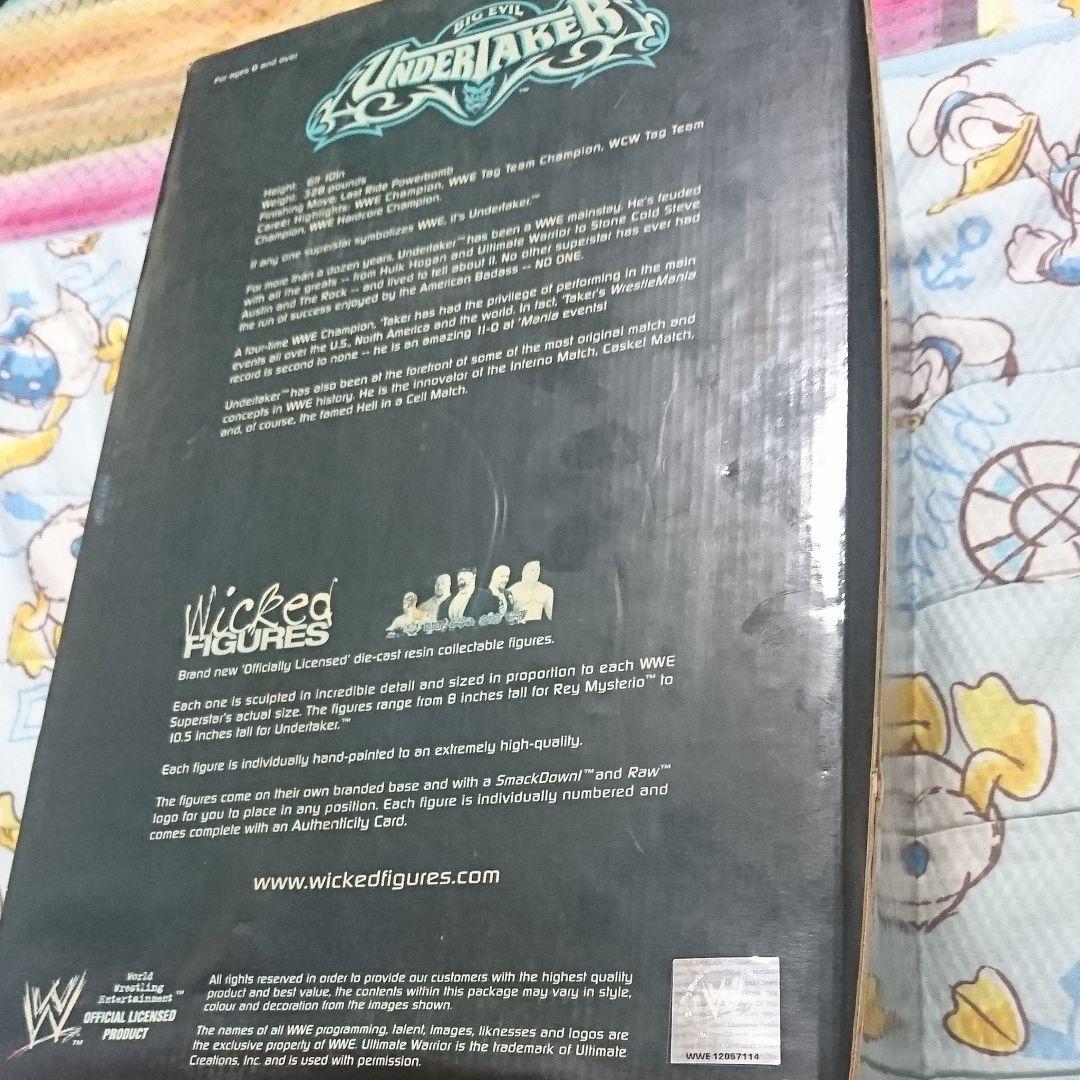 For ages 8 and over
BIG EVIL
UNDERTAKER™
Height: 6ft 10in
Weight: 328 pounds
Finishing Move: Last Ride Powerbomb
Career Highlights: WWE Champion, WWE Tag Team Champion, WCW Tag Team
Champion, WWE Hardcore Champion.
If any one superstar symbolizes WWE, it's Undertaker.™
For more than a dozen years, Undertaker™ has been a WWE mainstay. He's feuded
with all the greats -- from Hulk Hogan and Ultimate Warrior to Stone Cold Steve
Austin and The Rock -- and lived to tell about it. No other superstar has ever had
the run of success enjoyed by the American Badass -- NO ONE.
A four-time WWE Champion, 'Taker has had the privilege of performing in the main
events all over the U.S. North America and the world. In fact, 'Taker's WrestleMania
record is second to none -- he is an amazing 11-0 at 'Mania events!
Undertaker™ has also been at the forefront of some of the most original match and
concepts in WWE history. He is the innovator of the Inferno Match, Casket Match,
and, of course, the famed Hell in a Cell Match.
Wicked
FIGURES
Brand new 'Officially Licensed' die-cast resin collectable figures.
Each one is sculpted in incredible detail and sized in proportion to each WWE
Superstar's actual size. The figures range from 8 inches tall for Rey Mysterio™ to
10.5 inches tall for Undertaker.™
Each figure is individually hand-painted to an extremely high-quality.
The figures come on their own branded base and with a SmackDown!™ and Raw™
logo for you to place in any position. Each figure is individually numbered and
comes complete with an Authenticity Card.
www.wickedfigures.com
W™
World
Wrestling
Entertainment™
OFFICIAL LICENSED
PRODUCT
All rights reserved in order to provide our customers with the highest quality
product and best value, the contents within this package may vary in style,
colour and decoration from the images shown.
The names of all WWE programming, talent, images, liknesses and logos are
the exclusive property of WWE. Ultimate Warrior is the trademark of Ultimate
Creations, Inc. and is used with permission.
WWE 12057114